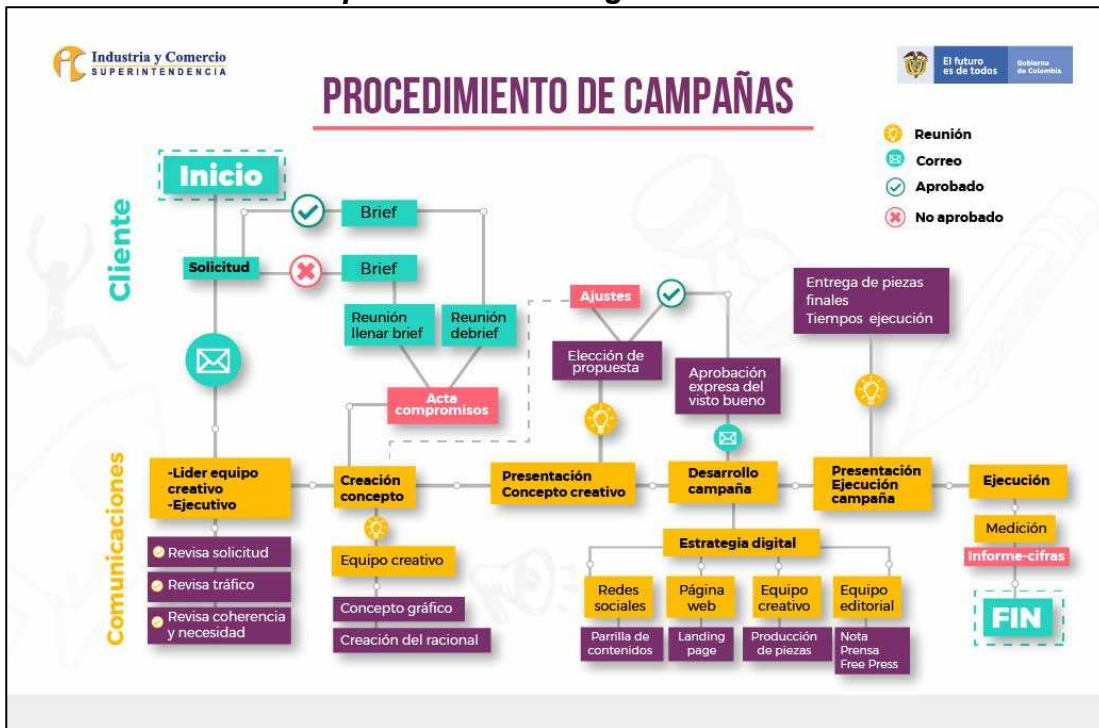 Industria y Comercio
SUPERINTENDENCIA
El futuro
es de todos
Gobierno
de Colombia
PROCEDIMIENTO DE CAMPAÑAS
Reunión
Correo
Aprobado
No aprobado
Cliente
Inicio
Brief
Solicitud
Brief
Reunión
llenar brief
Reunión
debrief
Acta
compromisos
Ajustes
Elección de
propuesta
Aprobación
expresa del
visto bueno
Entrega de piezas
finales
Tiempos ejecución
Comunicaciones
-Lider equipo
creativo
-Ejecutivo
Creación
concepto
Presentación
Concepto creativo
Desarrollo
campaña
Presentación
Ejecución
campaña
Ejecución
Revisa solicitud
Revisa tráfico
Revisa coherencia
y necesidad
Equipo creativo
Concepto gráfico
Creación del racional
Estrategia digital
Redes
sociales
Página
web
Equipo
creativo
Equipo
editorial
Parrilla de
contenidos
Landing
page
Producción
de piezas
Nota
Prensa
Free Press
Medición
Informe-cifras
FIN